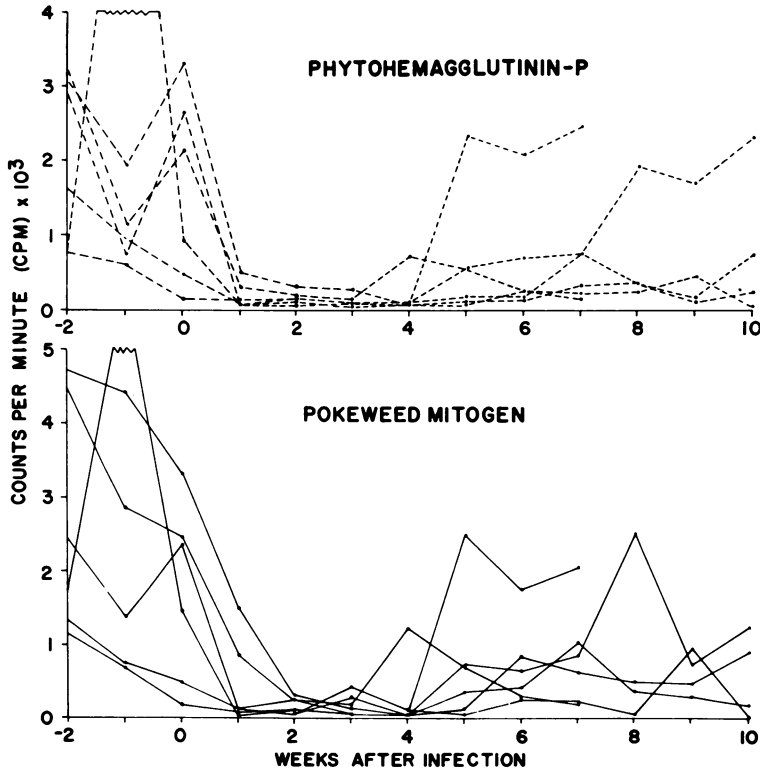 4
PHYTOHEMAGGLUTININ-P
3
2
1
0
-2 0 2 4 6 8 10
COUNTS PER MINUTE (CPM) x 10³
5
POKEWEED MITOGEN
4
3
2
1
0
-2 0 2 4 6 8 10
WEEKS AFTER INFECTION